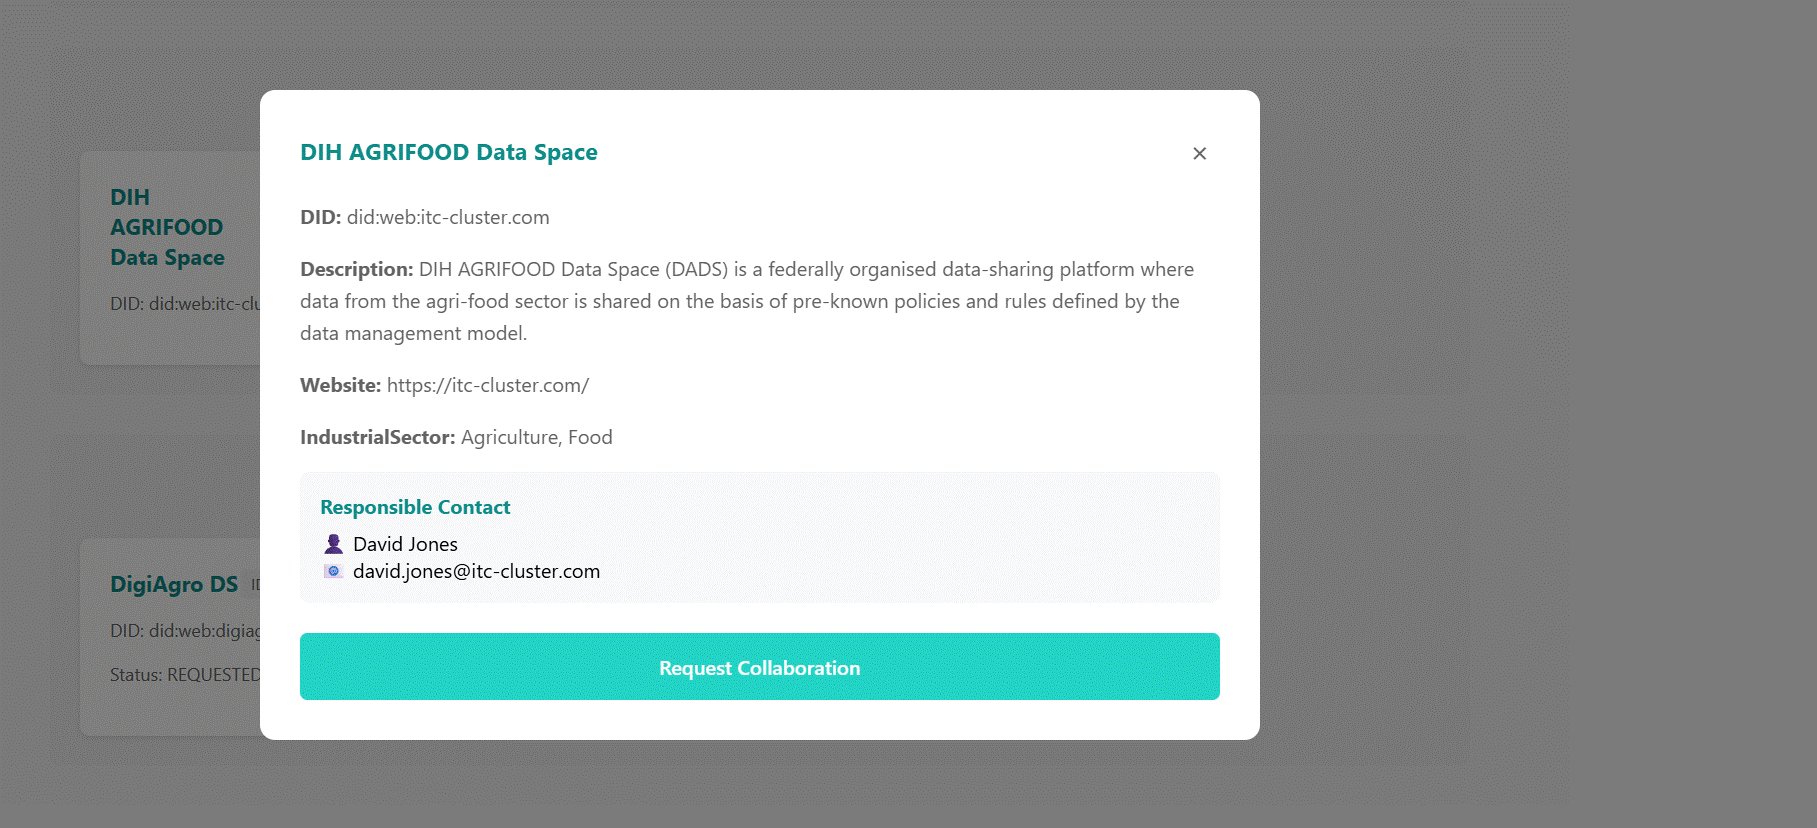 DIH AGRIFOOD Data Space
×
DID: did:web:itc-cluster.com
Description: DIH AGRIFOOD Data Space (DADS) is a federally organised data-sharing platform where
data from the agri-food sector is shared on the basis of pre-known policies and rules defined by the
data management model.
Website: https://itc-cluster.com/
IndustrialSector: Agriculture, Food
Responsible Contact
David Jones
david.jones@itc-cluster.com
Request Collaboration
DIH
AGRIFOOD
Data Space
DID: did:web:itc-clu
DigiAgro DS
DID: did:web:digiag
Status: REQUESTED